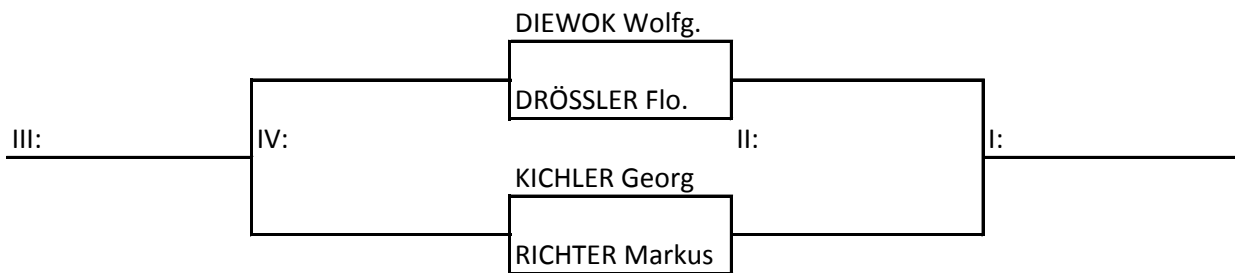 DIEWOK Wolfg.
DRÖSSLER Flo.
III: IV: II: I:
KICHLER Georg
RICHTER Markus